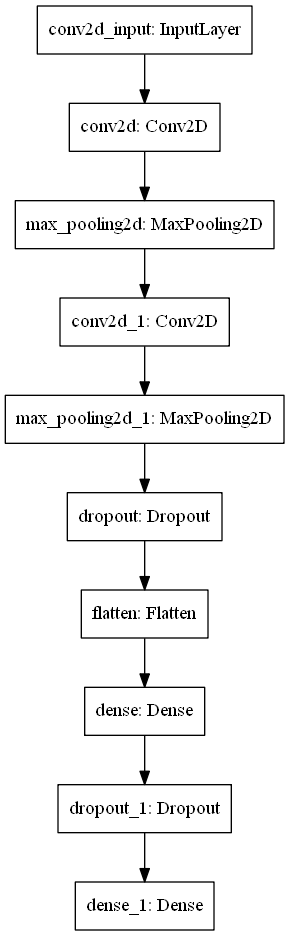 conv2d_input: InputLayer
conv2d: Conv2D
max_pooling2d: MaxPooling2D
conv2d_1: Conv2D
max_pooling2d_1: MaxPooling2D
dropout: Dropout
flatten: Flatten
dense: Dense
dropout_1: Dropout
dense_1: Dense